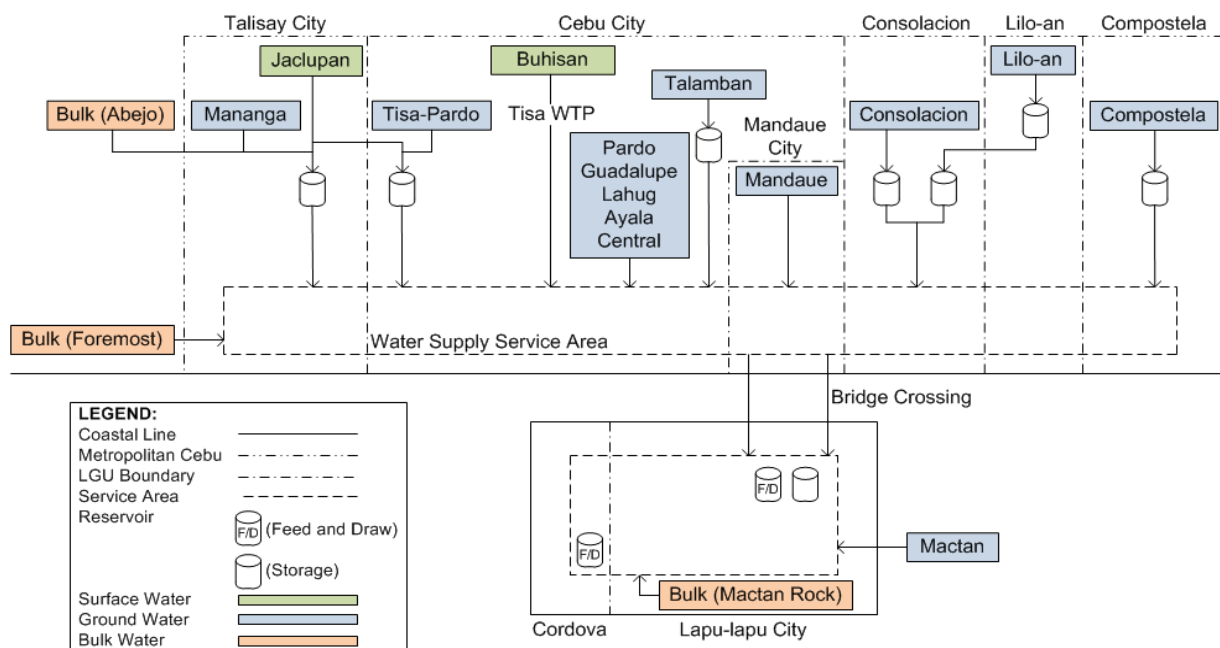 Talisay City
Cebu City
Consolacion
Lilo-an
Compostela
Jaclupan
Buhisan
Lilo-an
Talamban
Bulk (Abejo)
Mananga
Tisa-Pardo
Tisa WTP
Consolacion
Compostela
Mandaue
City
Pardo
Guadalupe
Lahug
Ayala
Central
Mandaue
Bulk (Foremost)
Water Supply Service Area
Bridge Crossing
LEGEND:
Coastal Line
Metropolitan Cebu
LGU Boundary
Service Area
Reservoir
F/D (Feed and Draw)
(Storage)
Surface Water
Ground Water
Bulk Water
F/D
F/D
Mactan
Bulk (Mactan Rock)
Cordova
Lapu-lapu City